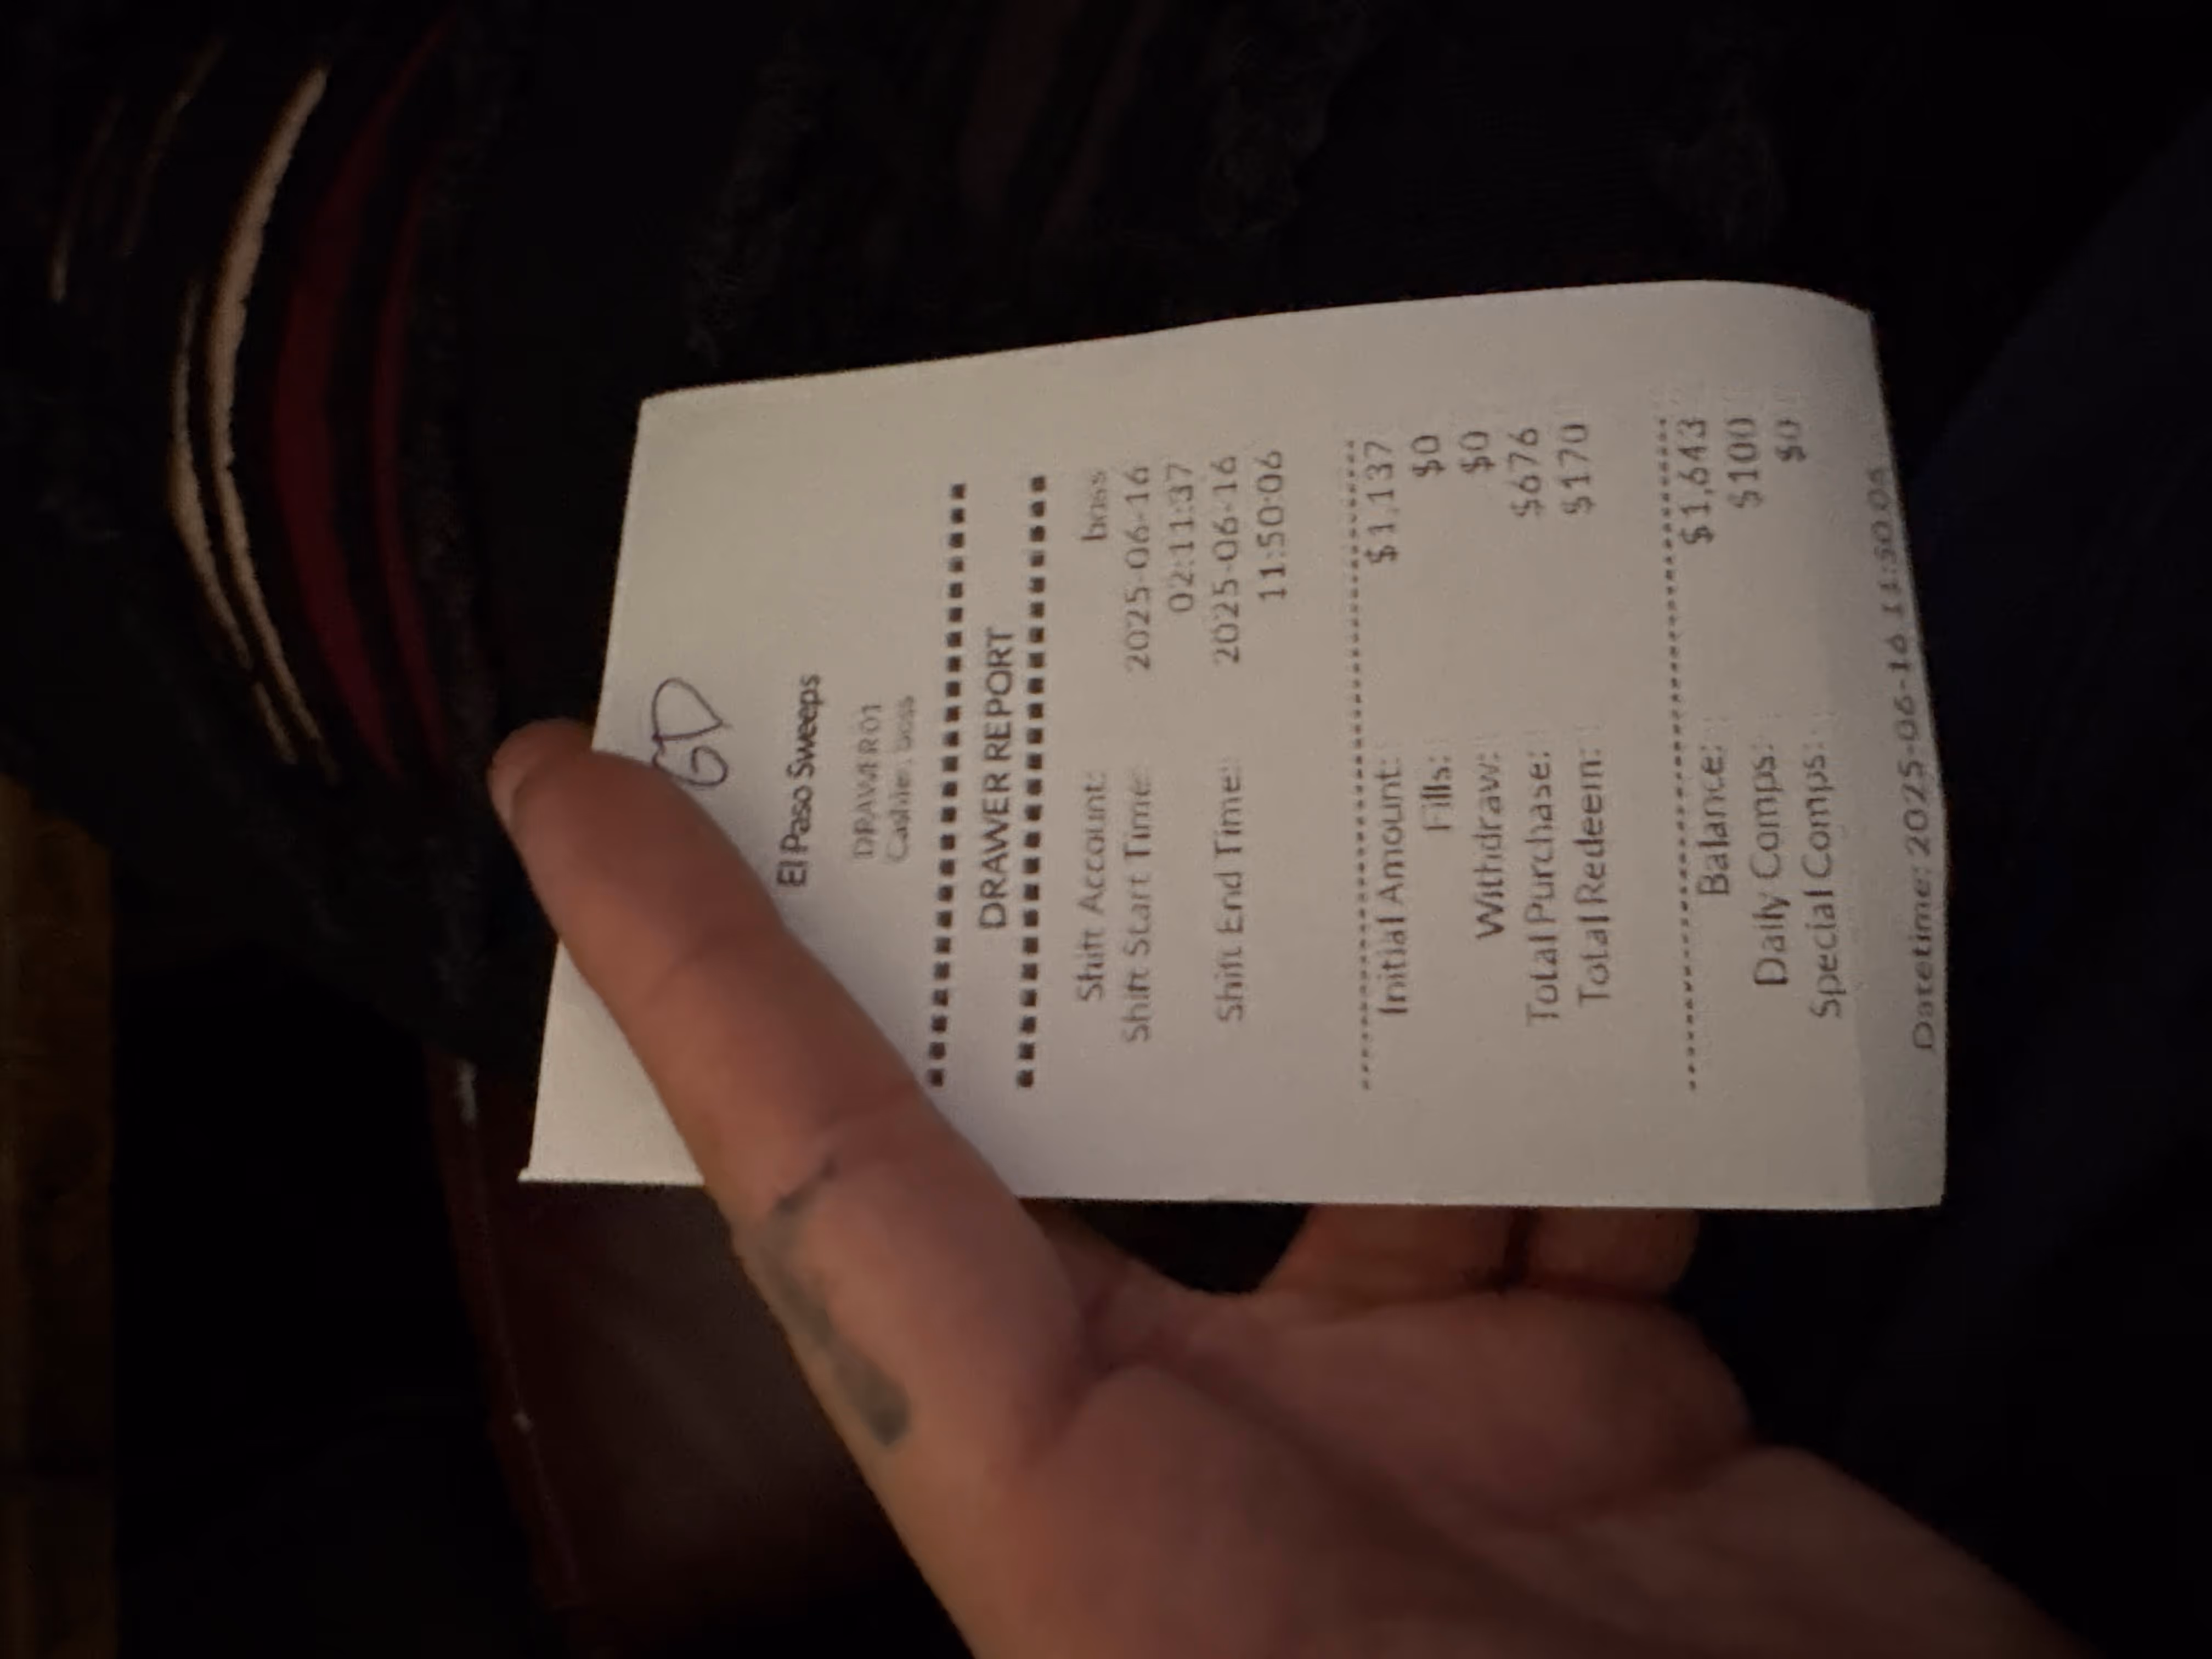 GD
El Paso Sweeps
DRAWER01
Cashier: boss
DRAWER REPORT
Shift Account: boss
Shift Start Time: 2025-06-16
02:11:37
Shift End Time: 2025-06-16
11:50:06
Initial Amount: $1,137
Fills: $0
Withdraw: $0
Total Purchase: $676
Total Redeem: $170
Balance: $1,643
Daily Comps: $100
Special Comps: $0
Datetime: 2025-06-16 11:50:06